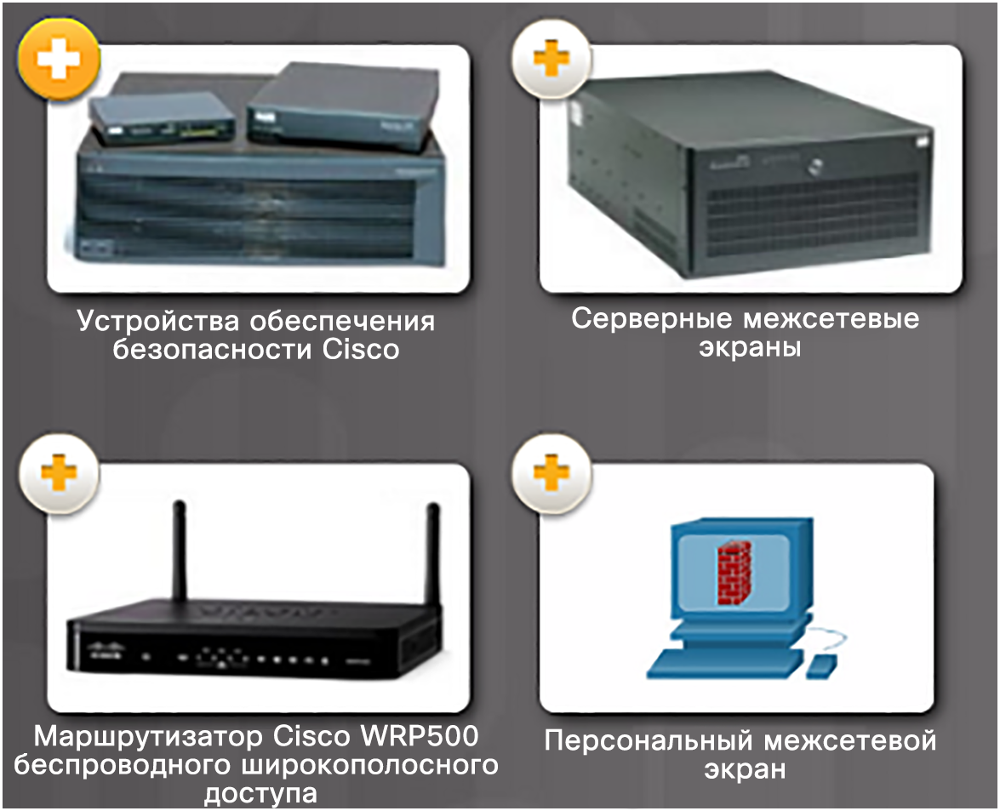 Устройства обеспечения
безопасности Cisco
Серверные межсетевые
экраны
Маршрутизатор Cisco WRP500
беспроводного широкополосного
доступа
Персональный межсетевой
экран